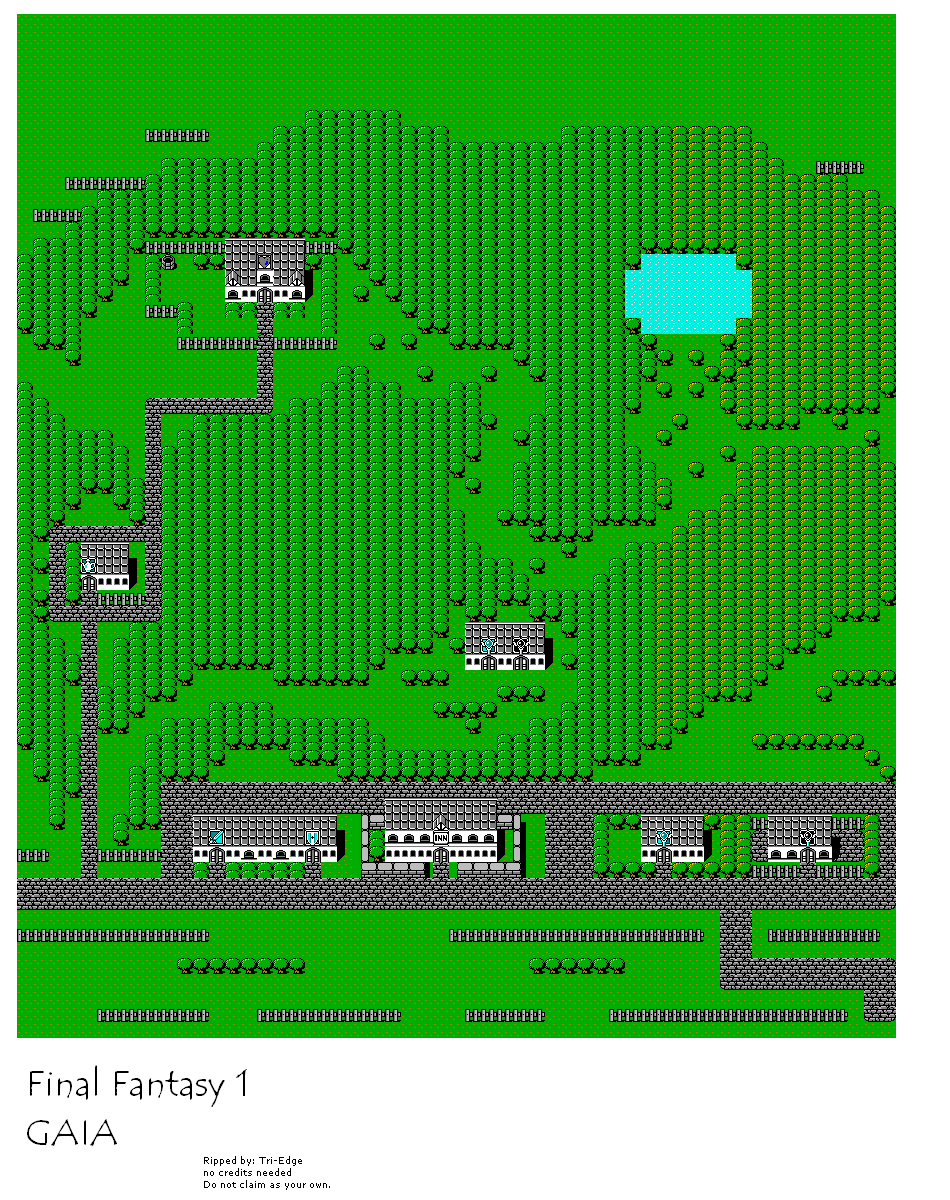 INN
Final Fantasy 1
GAIA
Ripped by: Tri-Edge
no credits needed
Do not claim as your own.